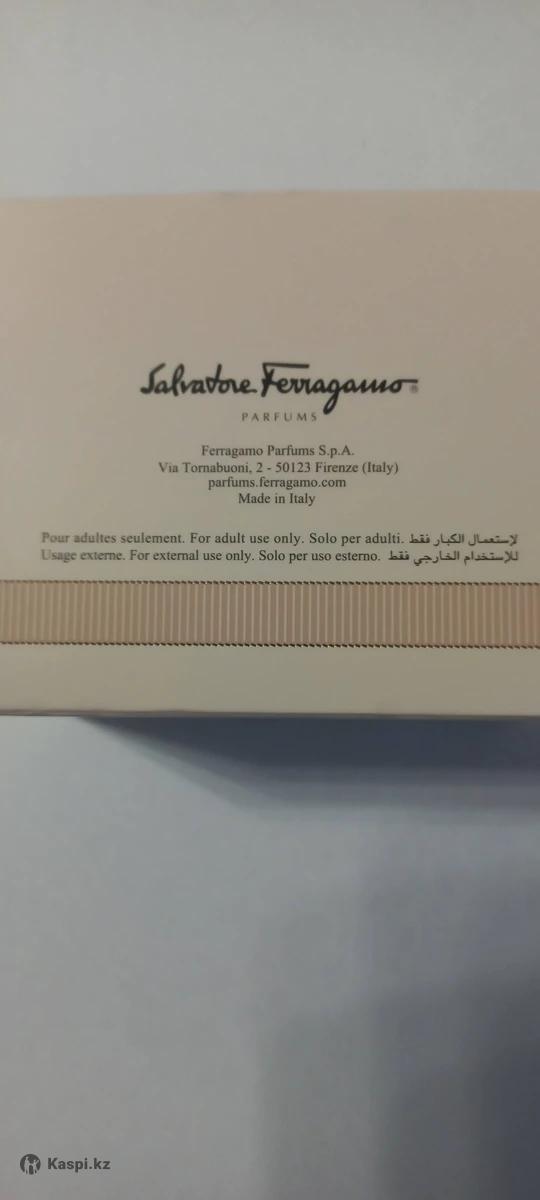 Salvatore Ferragamo®
PARFUMS
Ferragamo Parfums S.p.A.
Via Tornabuoni, 2 - 50123 Firenze (Italy)
parfums.ferragamo.com
Made in Italy
Pour adultes seulement. For adult use only. Solo per adulti. لإستعمال الكبار فقط
Usage externe. For external use only. Solo per uso esterno. للإستخدام الخارجي فقط
Kaspi.kz